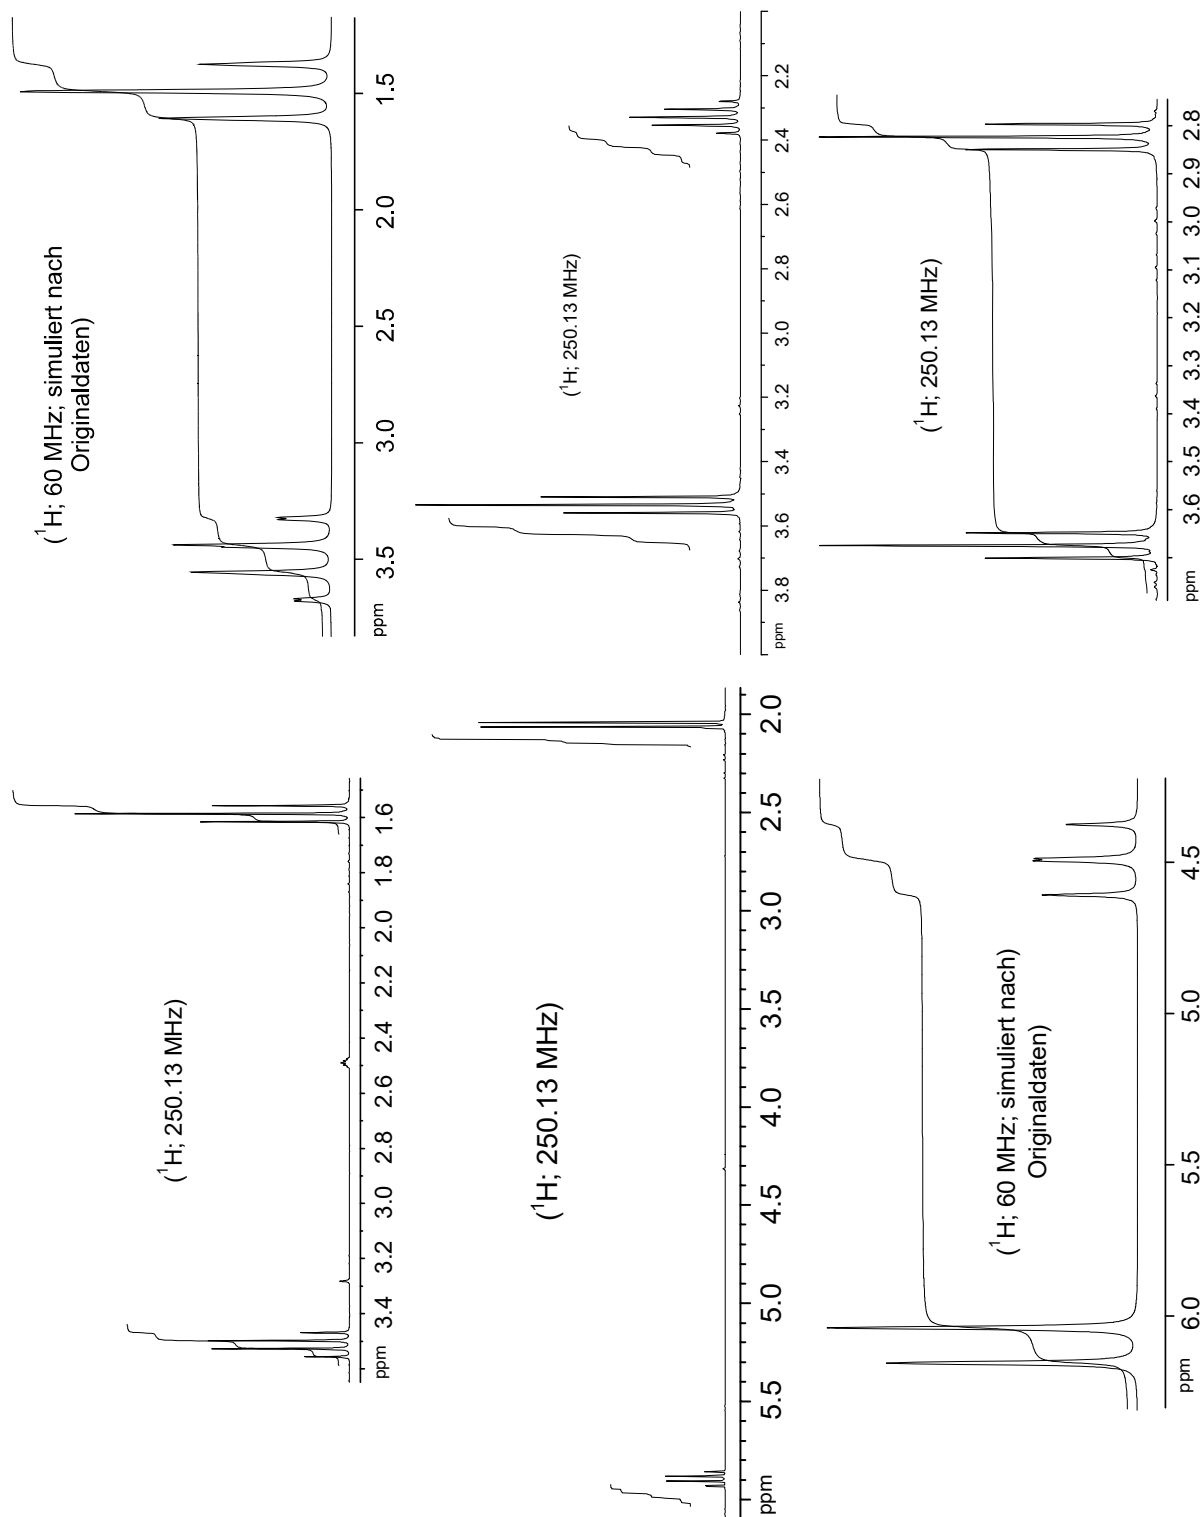 (¹H; 250.13 MHz)
ppm 3.4 3.2 3.0 2.8 2.6 2.4 2.2 2.0 1.8 1.6
(¹H; 60 MHz; simuliert nach
Originaldaten)
ppm 3.5 3.0 2.5 2.0 1.5
(¹H; 250.13 MHz)
ppm 5.5 5.0 4.5 4.0 3.5 3.0 2.5 2.0
(¹H; 250.13 MHz)
ppm 3.8 3.6 3.4 3.2 3.0 2.8 2.6 2.4 2.2
(¹H; 60 MHz; simuliert nach)
Originaldaten)
ppm 6.0 5.5 5.0 4.5
(¹H; 250.13 MHz)
ppm 3.6 3.5 3.4 3.3 3.2 3.1 3.0 2.9 2.8